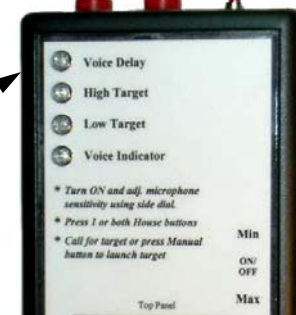 Voice Delay
High Target
Low Target
Voice Indicator
* Turn ON and adj. microphone
sensitivity using side dial.
* Press 1 or both House buttons
* Call for target or press Manual
button to launch target
Min
ON/
OFF
Max
Top Panel